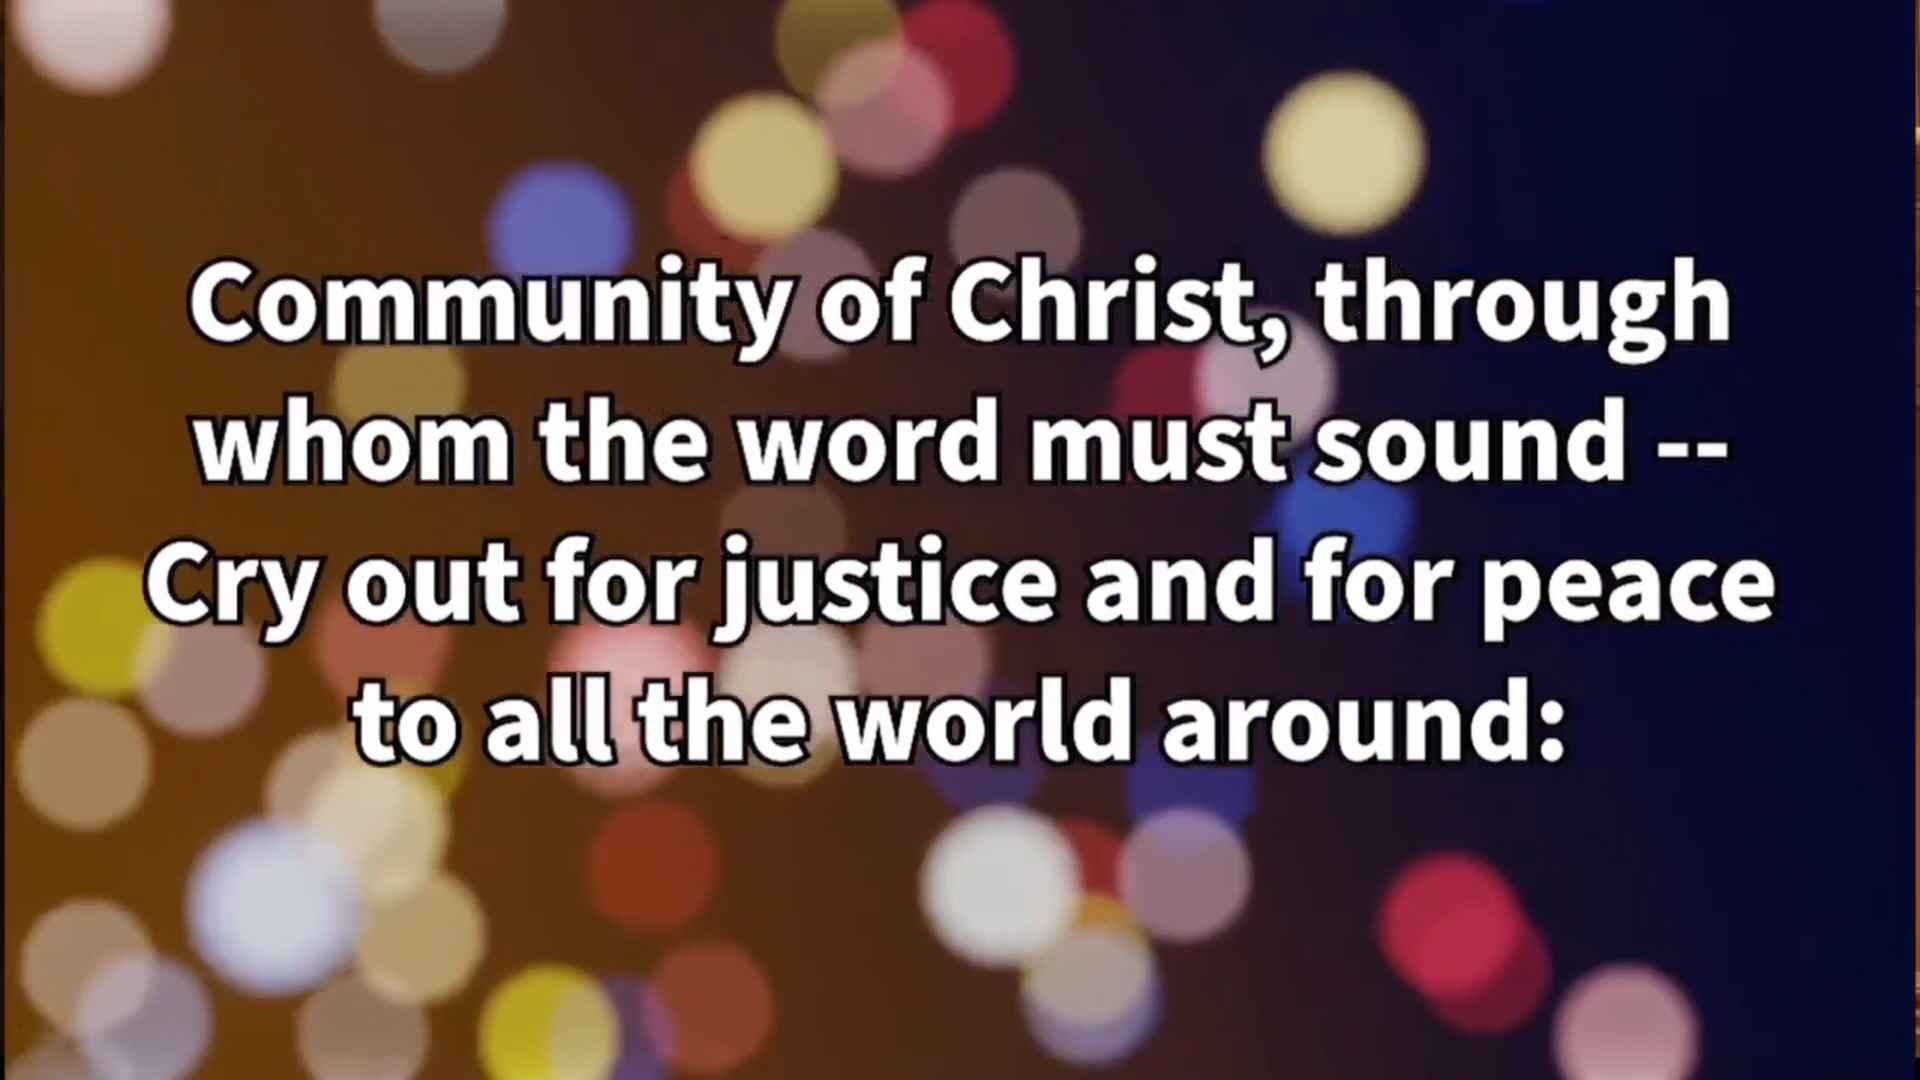 Community of Christ, through
whom the word must sound --
Cry out for justice and for peace
to all the world around: